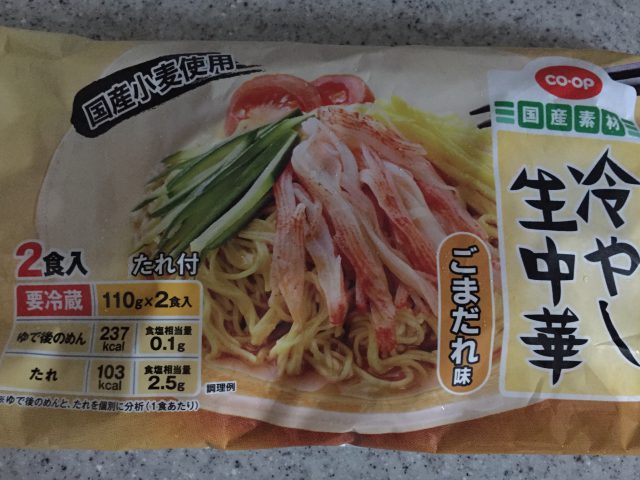 国産小麦使用
CO·OP
国産素材
冷やし
生中華
ごまだれ味
2食入
たれ付
要冷蔵 110g×2食入
ゆで後のめん 237kcal 食塩相当量0.1g
たれ 103kcal 食塩相当量2.5g
※ゆで後のめんと、たれを個別に分析(1食あたり)
調理例